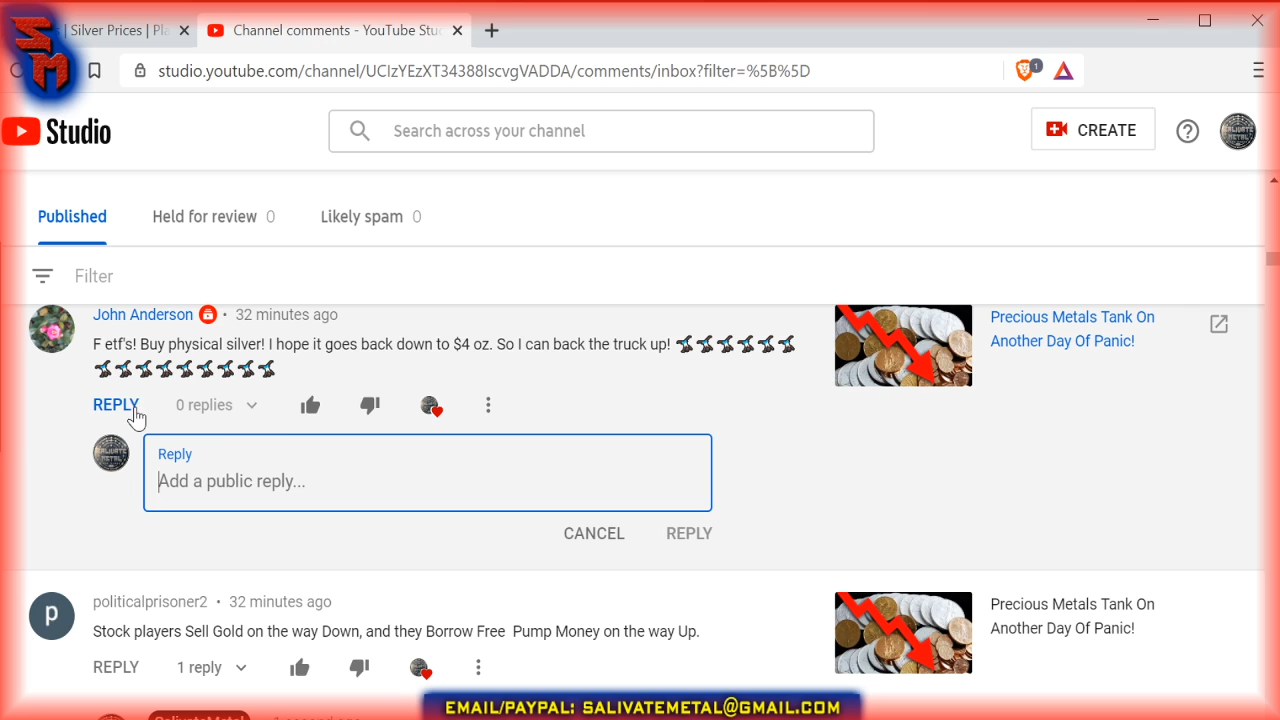 SM
| Silver Prices | Pla
Channel comments - YouTube Stu
studio.youtube.com/channel/UCIzYEzXT34388IscvgVADDA/comments/inbox?filter=%5B%5D
1
Studio
Search across your channel
CREATE
Published
Held for review 0
Likely spam 0
Filter
John Anderson • 32 minutes ago
F etf's! Buy physical silver! I hope it goes back down to $4 oz. So I can back the truck up!
REPLY
0 replies
Precious Metals Tank On
Another Day Of Panic!
Reply
Add a public reply...
CANCEL
REPLY
p
politicalprisoner2 • 32 minutes ago
Stock players Sell Gold on the way Down, and they Borrow Free Pump Money on the way Up.
REPLY
1 reply
Precious Metals Tank On
Another Day Of Panic!
SalivateMetal
EMAIL/PAYPAL: SALIVATEMETAL@GMAIL.COM